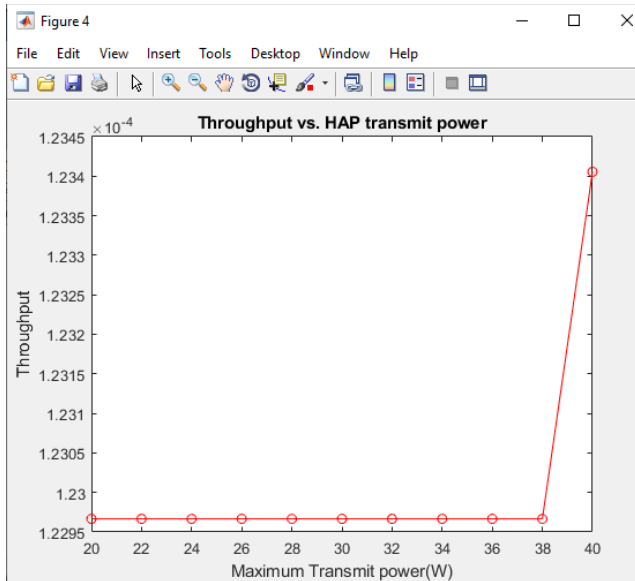 Figure 4
File Edit View Insert Tools Desktop Window Help
×10-4
Throughput vs. HAP transmit power
1.2345
1.234
1.2335
1.233
1.2325
1.232
1.2315
1.231
1.2305
1.23
1.2295
Throughput
20 22 24 26 28 30 32 34 36 38 40
Maximum Transmit power(W)